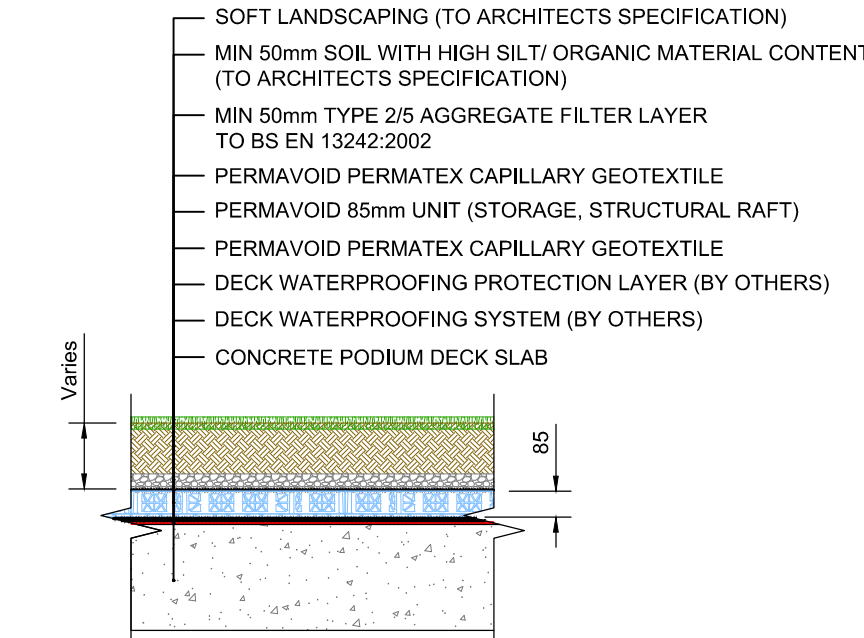 SOFT LANDSCAPING (TO ARCHITECTS SPECIFICATION)
MIN 50mm SOIL WITH HIGH SILT/ ORGANIC MATERIAL CONTENT
(TO ARCHITECTS SPECIFICATION)
MIN 50mm TYPE 2/5 AGGREGATE FILTER LAYER
TO BS EN 13242:2002
PERMAVOID PERMATEX CAPILLARY GEOTEXTILE
PERMAVOID 85mm UNIT (STORAGE, STRUCTURAL RAFT)
PERMAVOID PERMATEX CAPILLARY GEOTEXTILE
DECK WATERPROOFING PROTECTION LAYER (BY OTHERS)
DECK WATERPROOFING SYSTEM (BY OTHERS)
CONCRETE PODIUM DECK SLAB
Varies
85